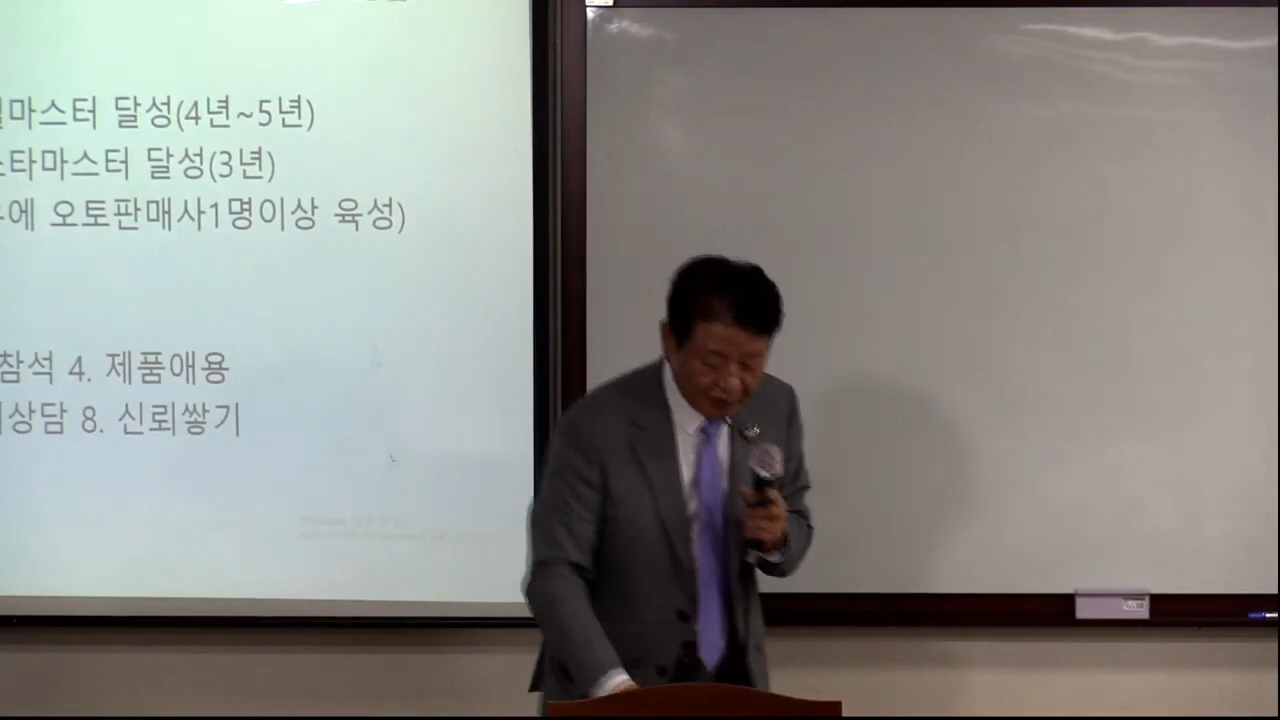 마스터 달성(4년~5년)
타마스터 달성(3년)
에 오토판매사1명이상 육성)
참석 4. 제품애용
상담 8. 신뢰쌓기